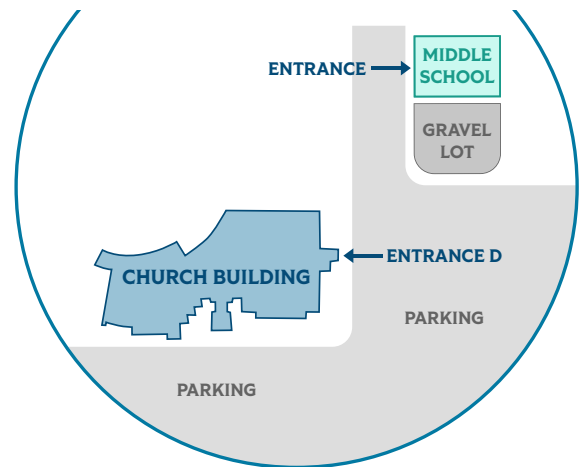 ENTRANCE
MIDDLE
SCHOOL
GRAVEL
LOT
CHURCH BUILDING
ENTRANCE D
PARKING
PARKING